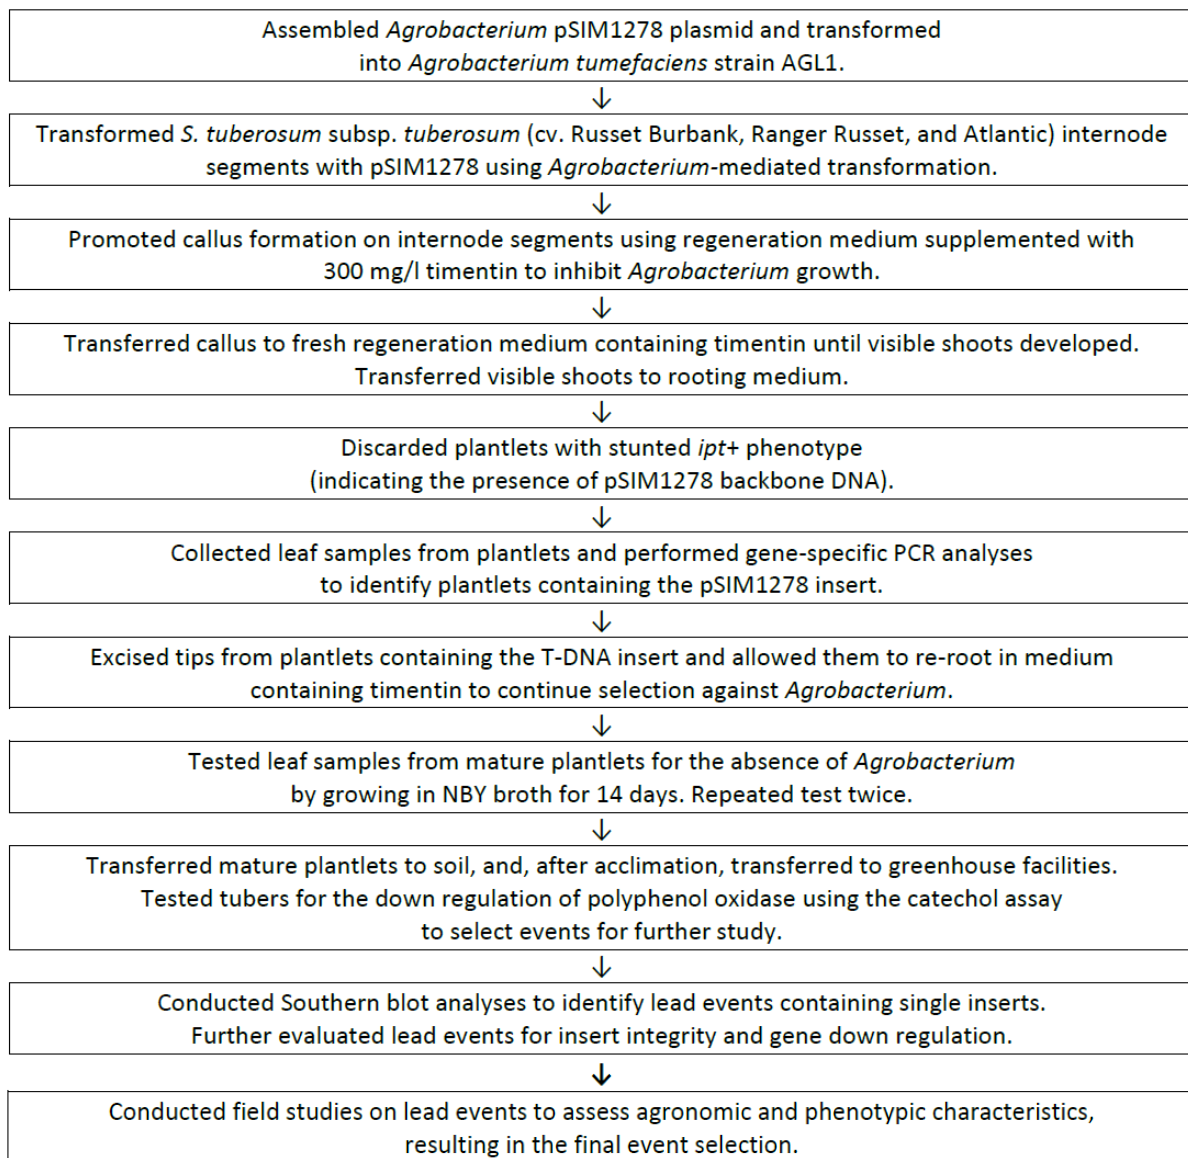 Assembled Agrobacterium pSIM1278 plasmid and transformed
into Agrobacterium tumefaciens strain AGL1.
↓
Transformed S. tuberosum subsp. tuberosum (cv. Russet Burbank, Ranger Russet, and Atlantic) internode
segments with pSIM1278 using Agrobacterium-mediated transformation.
↓
Promoted callus formation on internode segments using regeneration medium supplemented with
300 mg/l timentin to inhibit Agrobacterium growth.
↓
Transferred callus to fresh regeneration medium containing timentin until visible shoots developed.
Transferred visible shoots to rooting medium.
↓
Discarded plantlets with stunted ipt+ phenotype
(indicating the presence of pSIM1278 backbone DNA).
↓
Collected leaf samples from plantlets and performed gene-specific PCR analyses
to identify plantlets containing the pSIM1278 insert.
↓
Excised tips from plantlets containing the T-DNA insert and allowed them to re-root in medium
containing timentin to continue selection against Agrobacterium.
↓
Tested leaf samples from mature plantlets for the absence of Agrobacterium
by growing in NBY broth for 14 days. Repeated test twice.
↓
Transferred mature plantlets to soil, and, after acclimation, transferred to greenhouse facilities.
Tested tubers for the down regulation of polyphenol oxidase using the catechol assay
to select events for further study.
↓
Conducted Southern blot analyses to identify lead events containing single inserts.
Further evaluated lead events for insert integrity and gene down regulation.
↓
Conducted field studies on lead events to assess agronomic and phenotypic characteristics,
resulting in the final event selection.